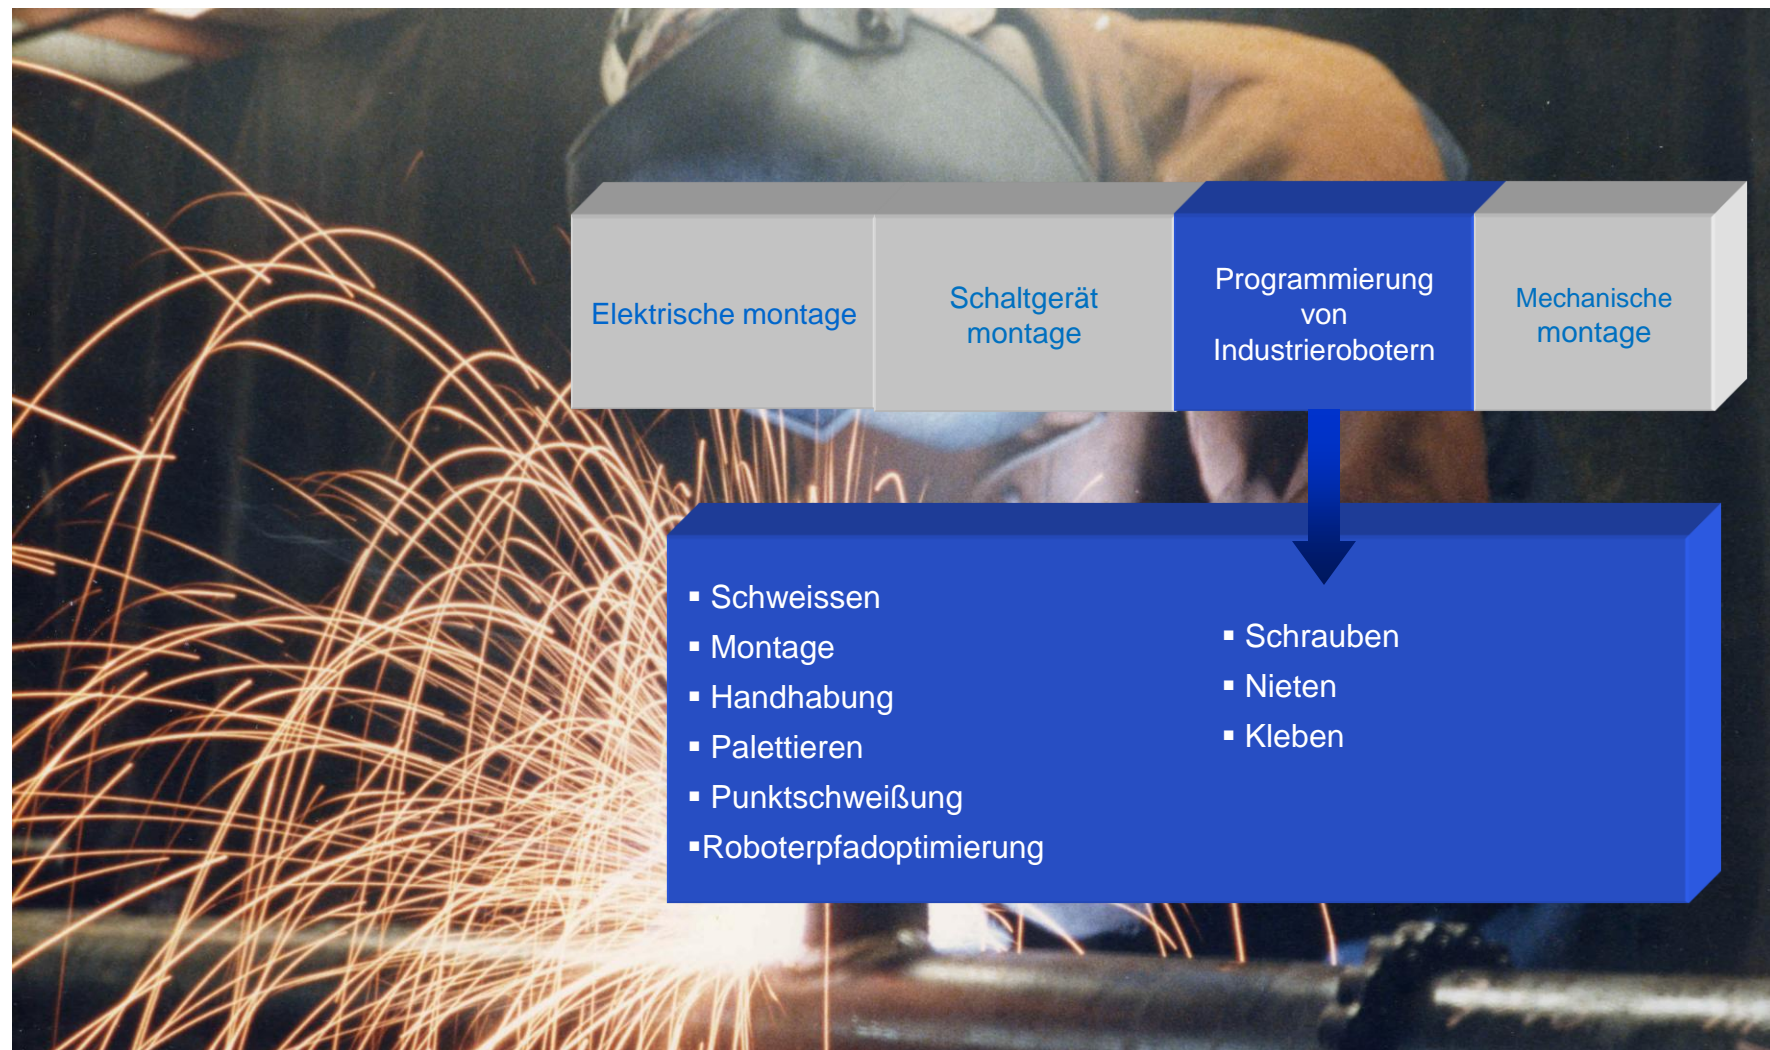 Elektrische montage
Schaltgerät
montage
Programmierung
von
Industrierobotern
Mechanische
montage
▪ Schweissen
▪ Montage
▪ Handhabung
▪ Palettieren
▪ Punktschweißung
▪Roboterpfadoptimierung
▪ Schrauben
▪ Nieten
▪ Kleben